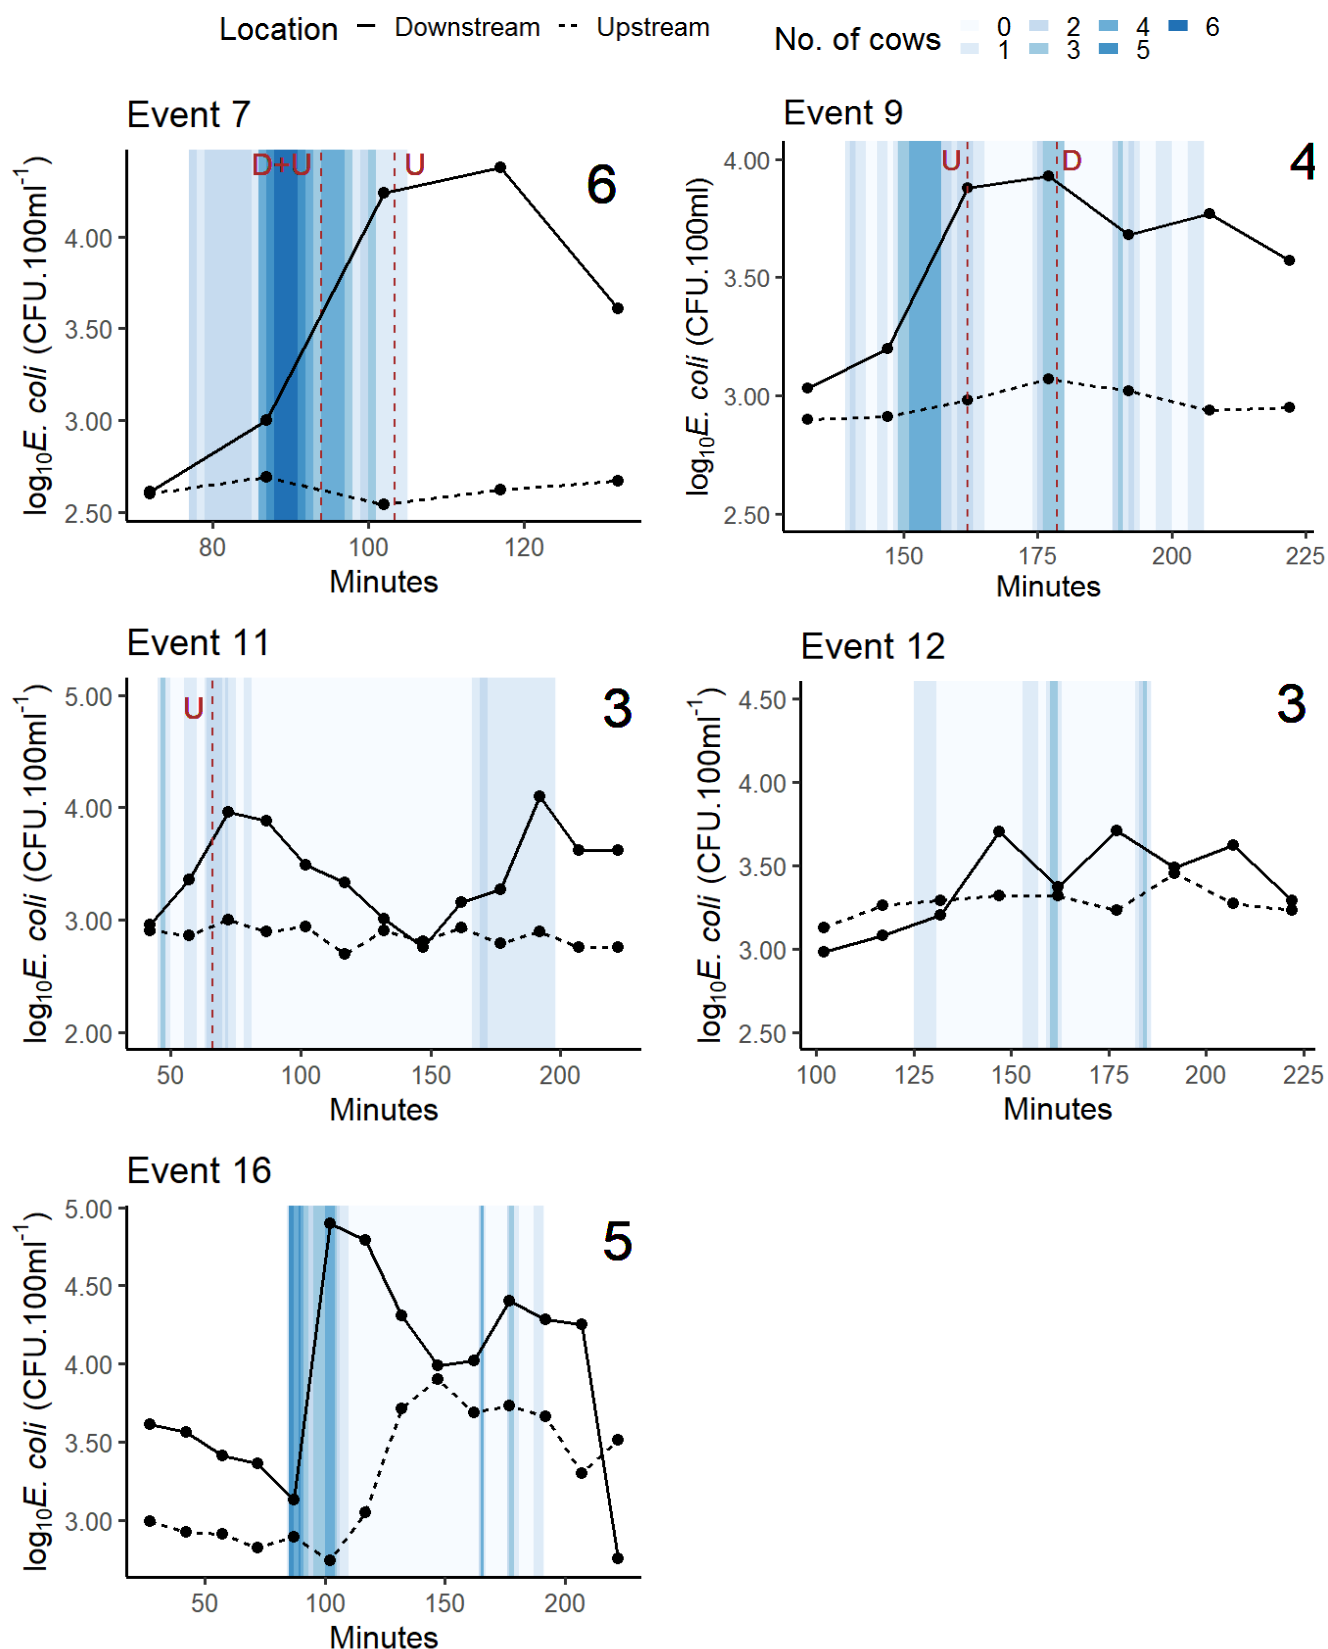 Location Downstream Upstream
No. of cows 0 2 4 6
1 3 5
Event 7
log10E. coli (CFU.100ml-1)
4.00
3.50
3.00
2.50
D+U U
6
80 100 120
Minutes
Event 9
log10E. coli (CFU.100ml)
4.00
3.50
3.00
2.50
U D
4
150 175 200 225
Minutes
Event 11
log10E. coli (CFU.100ml-1)
5.00
4.00
3.00
2.00
U
3
50 100 150 200
Minutes
Event 12
log10E. coli (CFU.100ml-1)
4.50
4.00
3.50
3.00
2.50
3
100 125 150 175 200 225
Minutes
Event 16
log10E. coli (CFU.100ml-1)
5.00
4.50
4.00
3.50
3.00
5
50 100 150 200
Minutes